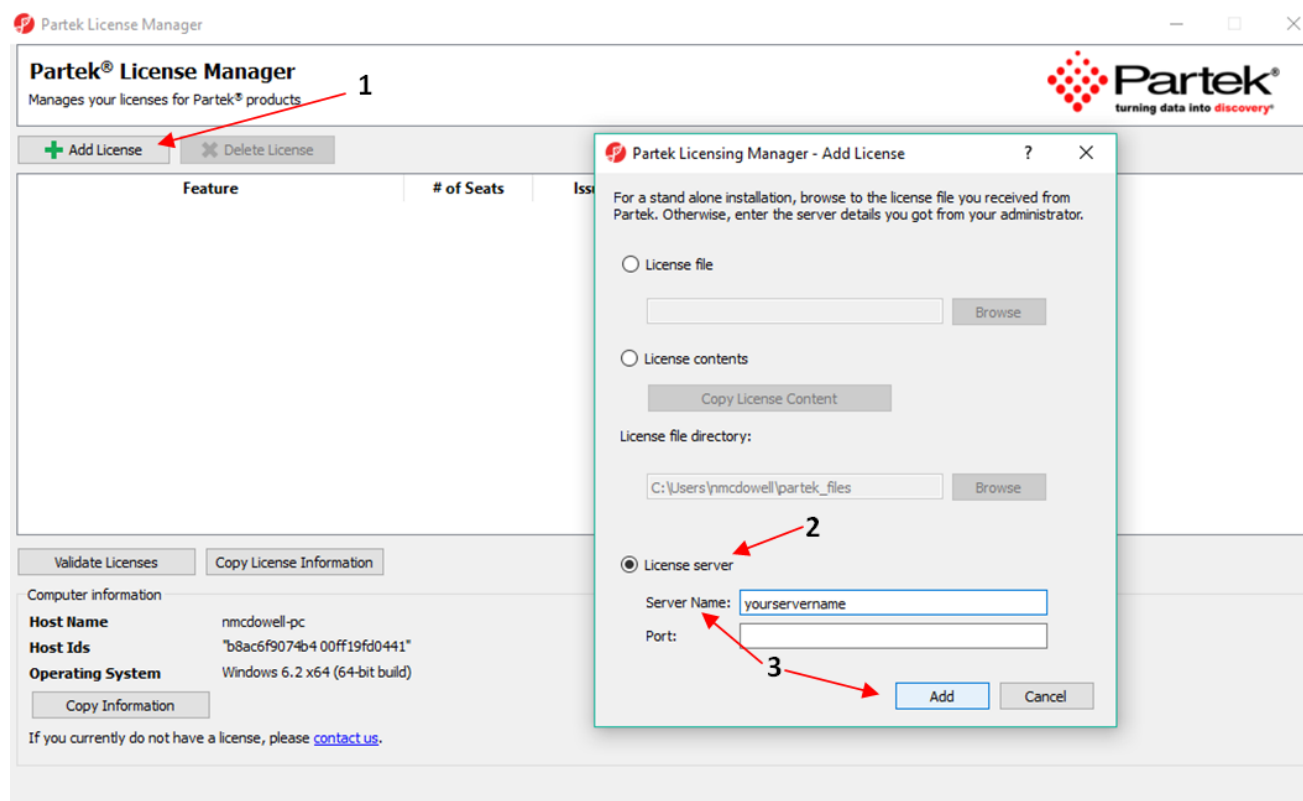 Partek License Manager
Partek® License Manager
Manages your licenses for Partek® products
1
Partek®
turning data into discovery®
Add License
Delete License
Feature
# of Seats
Partek Licensing Manager - Add License
?
For a stand alone installation, browse to the license file you received from
Partek. Otherwise, enter the server details you got from your administrator.
License file
Browse
License contents
Copy License Content
License file directory:
C:\Users\nmcdowell\partek_files
Browse
2
License server
Server Name: yourservername
Port:
3
Add
Cancel
Validate Licenses
Copy License Information
Computer information
Host Name nmcdowell-pc
Host Ids "b8ac6f9074b4 00ff19fd0441"
Operating System Windows 6.2 x64 (64-bit build)
Copy Information
If you currently do not have a license, please contact us.